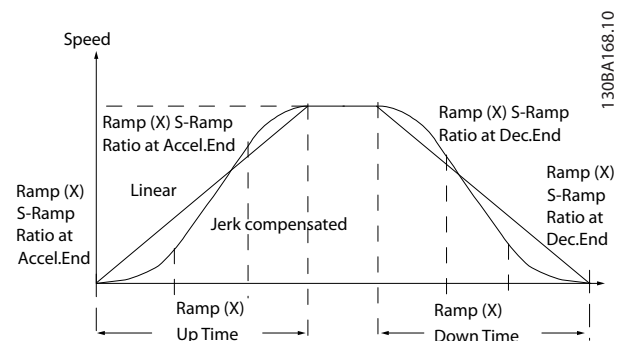 130BA168.10
Speed
Ramp (X) S-Ramp
Ratio at Accel.End
Ramp (X) S-Ramp
Ratio at Dec.End
Ramp (X)
S-Ramp
Ratio at
Accel.End
Linear
Jerk compensated
Ramp (X)
S-Ramp
Ratio at
Dec.End
Ramp (X)
Up Time
Ramp (X)
Down Time